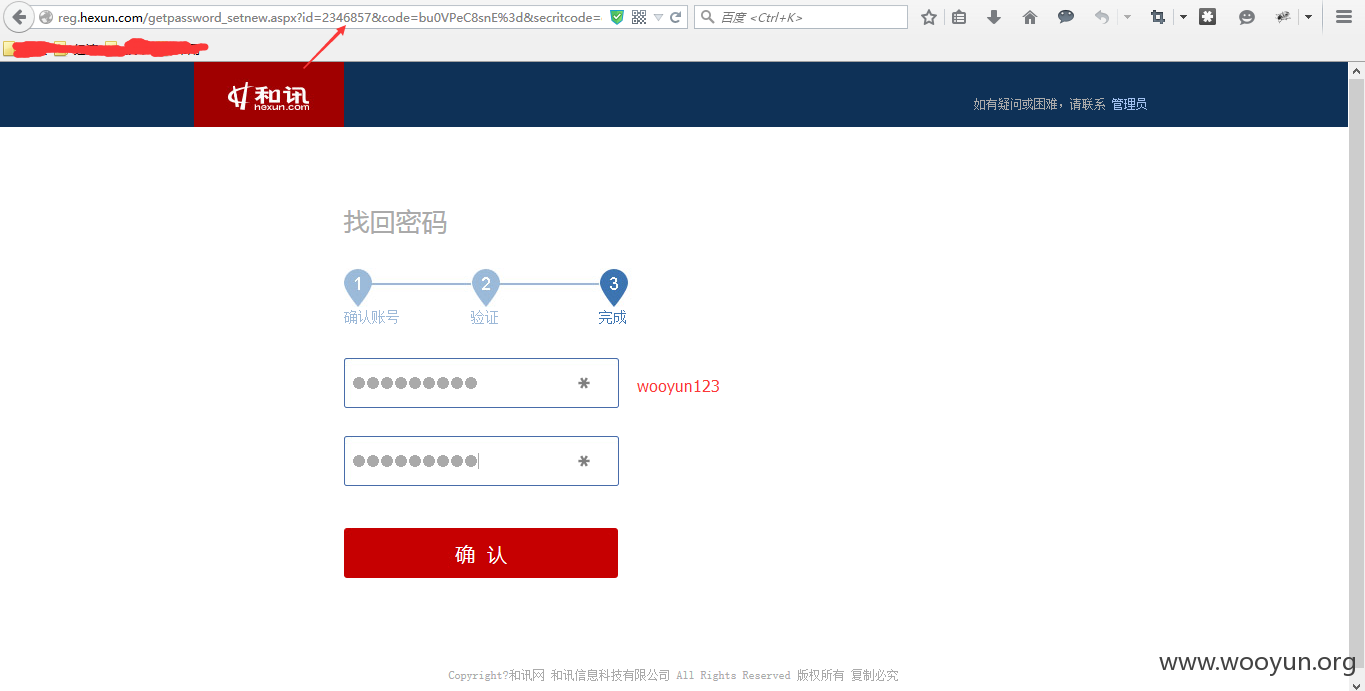 reg.hexun.com/getpassword_setnew.aspx?id=2346857&code=bu0VPeC8snE%3d&secritcode=
百度 <Ctrl+K>
和讯
hexun.com
如有疑问或困难，请联系 管理员
找回密码
1 2 3
确认账号 验证 完成
●●●●●●●●● * wooyun123
●●●●●●●●● *
确 认
Copyright?和讯网 和讯信息科技有限公司 All Rights Reserved 版权所有 复制必究
www.wooyun.org